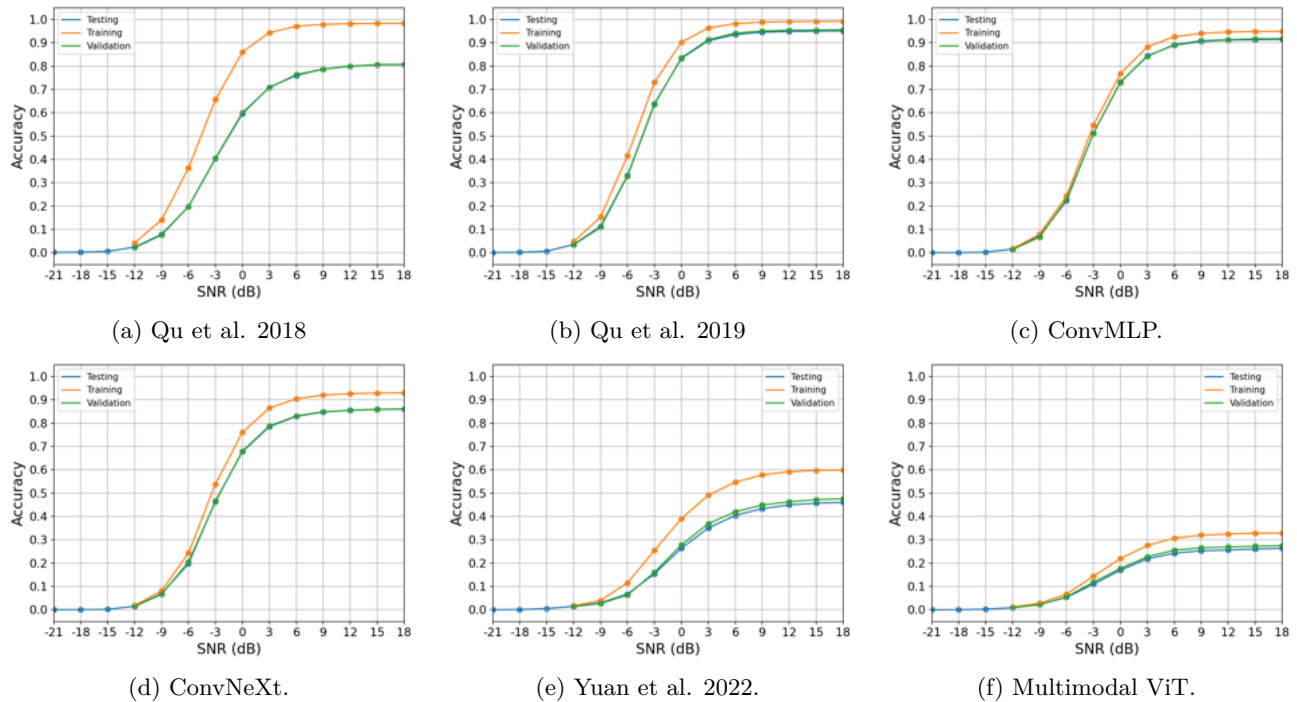 Testing
Training
Validation
1.0
0.9
0.8
0.7
0.6
0.5
0.4
0.3
0.2
0.1
0.0
Accuracy
-21 -18 -15 -12 -9 -6 -3 0 3 6 9 12 15 18
SNR (dB)
(a) Qu et al. 2018
Testing
Training
Validation
1.0
0.9
0.8
0.7
0.6
0.5
0.4
0.3
0.2
0.1
0.0
Accuracy
-21 -18 -15 -12 -9 -6 -3 0 3 6 9 12 15 18
SNR (dB)
(b) Qu et al. 2019
Testing
Training
Validation
1.0
0.9
0.8
0.7
0.6
0.5
0.4
0.3
0.2
0.1
0.0
Accuracy
-21 -18 -15 -12 -9 -6 -3 0 3 6 9 12 15 18
SNR (dB)
(c) ConvMLP.
Testing
Training
Validation
1.0
0.9
0.8
0.7
0.6
0.5
0.4
0.3
0.2
0.1
0.0
Accuracy
-21 -18 -15 -12 -9 -6 -3 0 3 6 9 12 15 18
SNR (dB)
(d) ConvNeXt.
Testing
Training
Validation
1.0
0.9
0.8
0.7
0.6
0.5
0.4
0.3
0.2
0.1
0.0
Accuracy
-21 -18 -15 -12 -9 -6 -3 0 3 6 9 12 15 18
SNR (dB)
(e) Yuan et al. 2022.
Testing
Training
Validation
1.0
0.9
0.8
0.7
0.6
0.5
0.4
0.3
0.2
0.1
0.0
Accuracy
-21 -18 -15 -12 -9 -6 -3 0 3 6 9 12 15 18
SNR (dB)
(f) Multimodal ViT.